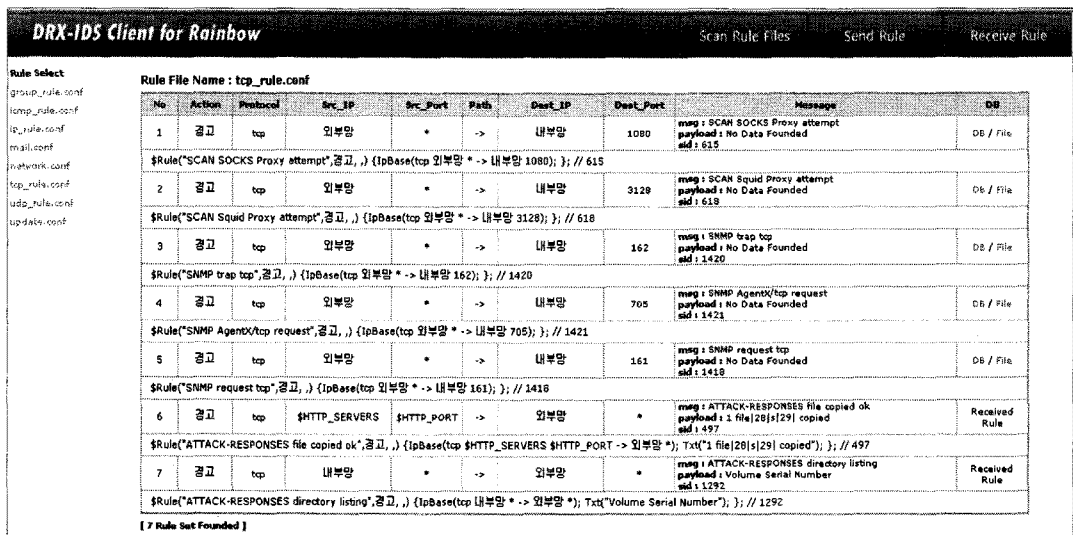 DRX-IDS Client for Rainbow
Scan Rule Files Send Rule Receive Rule
Rule Select
group_rule.conf
icmp_rule.conf
ip_rule.conf
mail.conf
network.conf
tcp_rule.conf
udp_rule.conf
update.conf
Rule File Name : tcp_rule.conf
No Action Protocol Src_IP Src_Port Path Dest_IP Dest_Port Message DB
1 경고 tcp 외부망 * -> 내부망 1080 msg : SCAN SOCKS Proxy attempt
payload : No Data Founded
sid : 615
DB / File
$Rule("SCAN SOCKS Proxy attempt",경고, ,) {IpBase(tcp 외부망 * -> 내부망 1080); }; // 615
2 경고 tcp 외부망 * -> 내부망 3128 msg : SCAN Squid Proxy attempt
payload : No Data Founded
sid : 618
DB / File
$Rule("SCAN Squid Proxy attempt",경고, ,) {IpBase(tcp 외부망 * -> 내부망 3128); }; // 618
3 경고 tcp 외부망 * -> 내부망 162 msg : SNMP trap tcp
payload : No Data Founded
sid : 1420
DB / File
$Rule("SNMP trap tcp",경고, ,) {IpBase(tcp 외부망 * -> 내부망 162); }; // 1420
4 경고 tcp 외부망 * -> 내부망 705 msg : SNMP AgentX/tcp request
payload : No Data Founded
sid : 1421
DB / File
$Rule("SNMP AgentX/tcp request",경고, ,) {IpBase(tcp 외부망 * -> 내부망 705); }; // 1421
5 경고 tcp 외부망 * -> 내부망 161 msg : SNMP request tcp
payload : No Data Founded
sid : 1418
DB / File
$Rule("SNMP request tcp",경고, ,) {IpBase(tcp 외부망 * -> 내부망 161); }; // 1418
6 경고 tcp $HTTP_SERVERS $HTTP_PORT -> 외부망 * msg : ATTACK-RESPONSES file copied ok
payload : 1 file|28|s|29| copied
sid : 497
Received Rule
$Rule("ATTACK-RESPONSES file copied ok",경고, ,) {IpBase(tcp $HTTP_SERVERS $HTTP_PORT -> 외부망 *); Txt("1 file|28|s|29| copied"); }; // 497
7 경고 tcp 내부망 * -> 외부망 * msg : ATTACK-RESPONSES directory listing
payload : Volume Serial Number
sid : 1292
Received Rule
$Rule("ATTACK-RESPONSES directory listing",경고, ,) {IpBase(tcp 내부망 * -> 외부망 *); Txt("Volume Serial Number"); }; // 1292
[ 7 Rule Set Founded ]